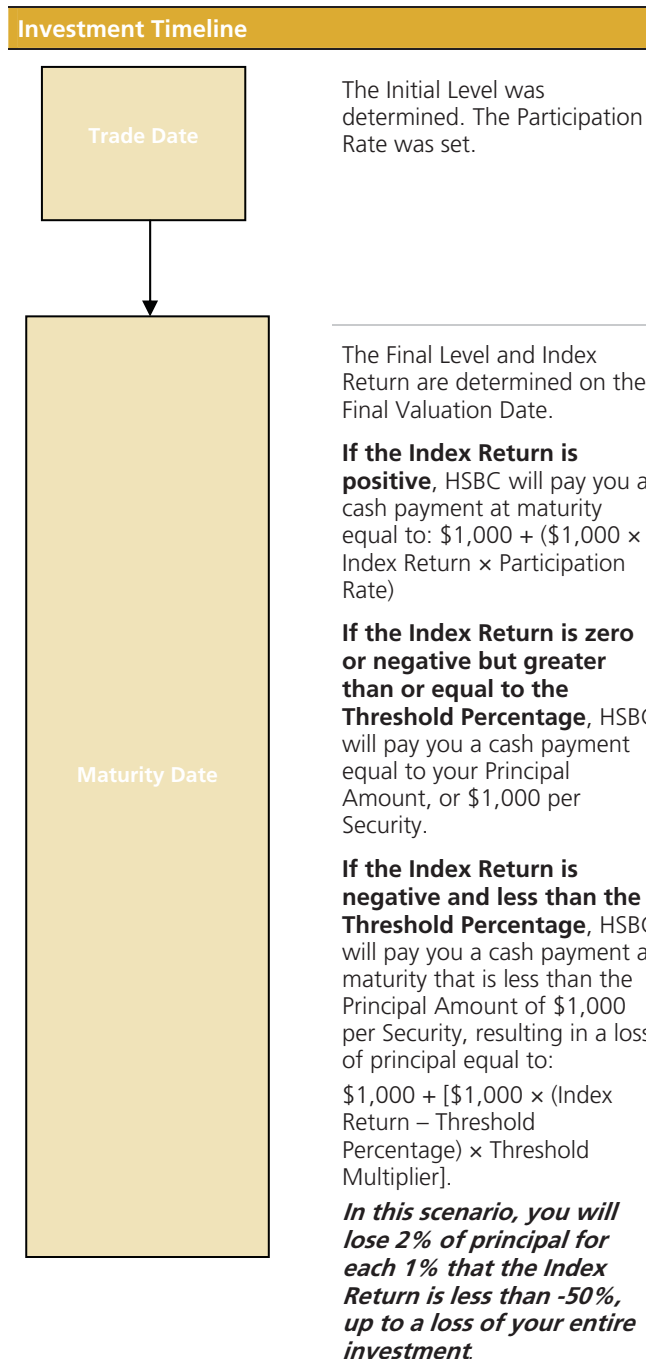 Investment Timeline
Trade Date
The Initial Level was
determined. The Participation
Rate was set.
Maturity Date
The Final Level and Index
Return are determined on the
Final Valuation Date.
If the Index Return is
positive, HSBC will pay you a
cash payment at maturity
equal to: $1,000 + ($1,000 ×
Index Return × Participation
Rate)
If the Index Return is zero
or negative but greater
than or equal to the
Threshold Percentage, HSBC
will pay you a cash payment
equal to your Principal
Amount, or $1,000 per
Security.
If the Index Return is
negative and less than the
Threshold Percentage, HSBC
will pay you a cash payment a
maturity that is less than the
Principal Amount of $1,000
per Security, resulting in a loss
of principal equal to:
$1,000 + [$1,000 × (Index
Return – Threshold
Percentage) × Threshold
Multiplier].
In this scenario, you will
lose 2% of principal for
each 1% that the Index
Return is less than -50%,
up to a loss of your entire
investment.